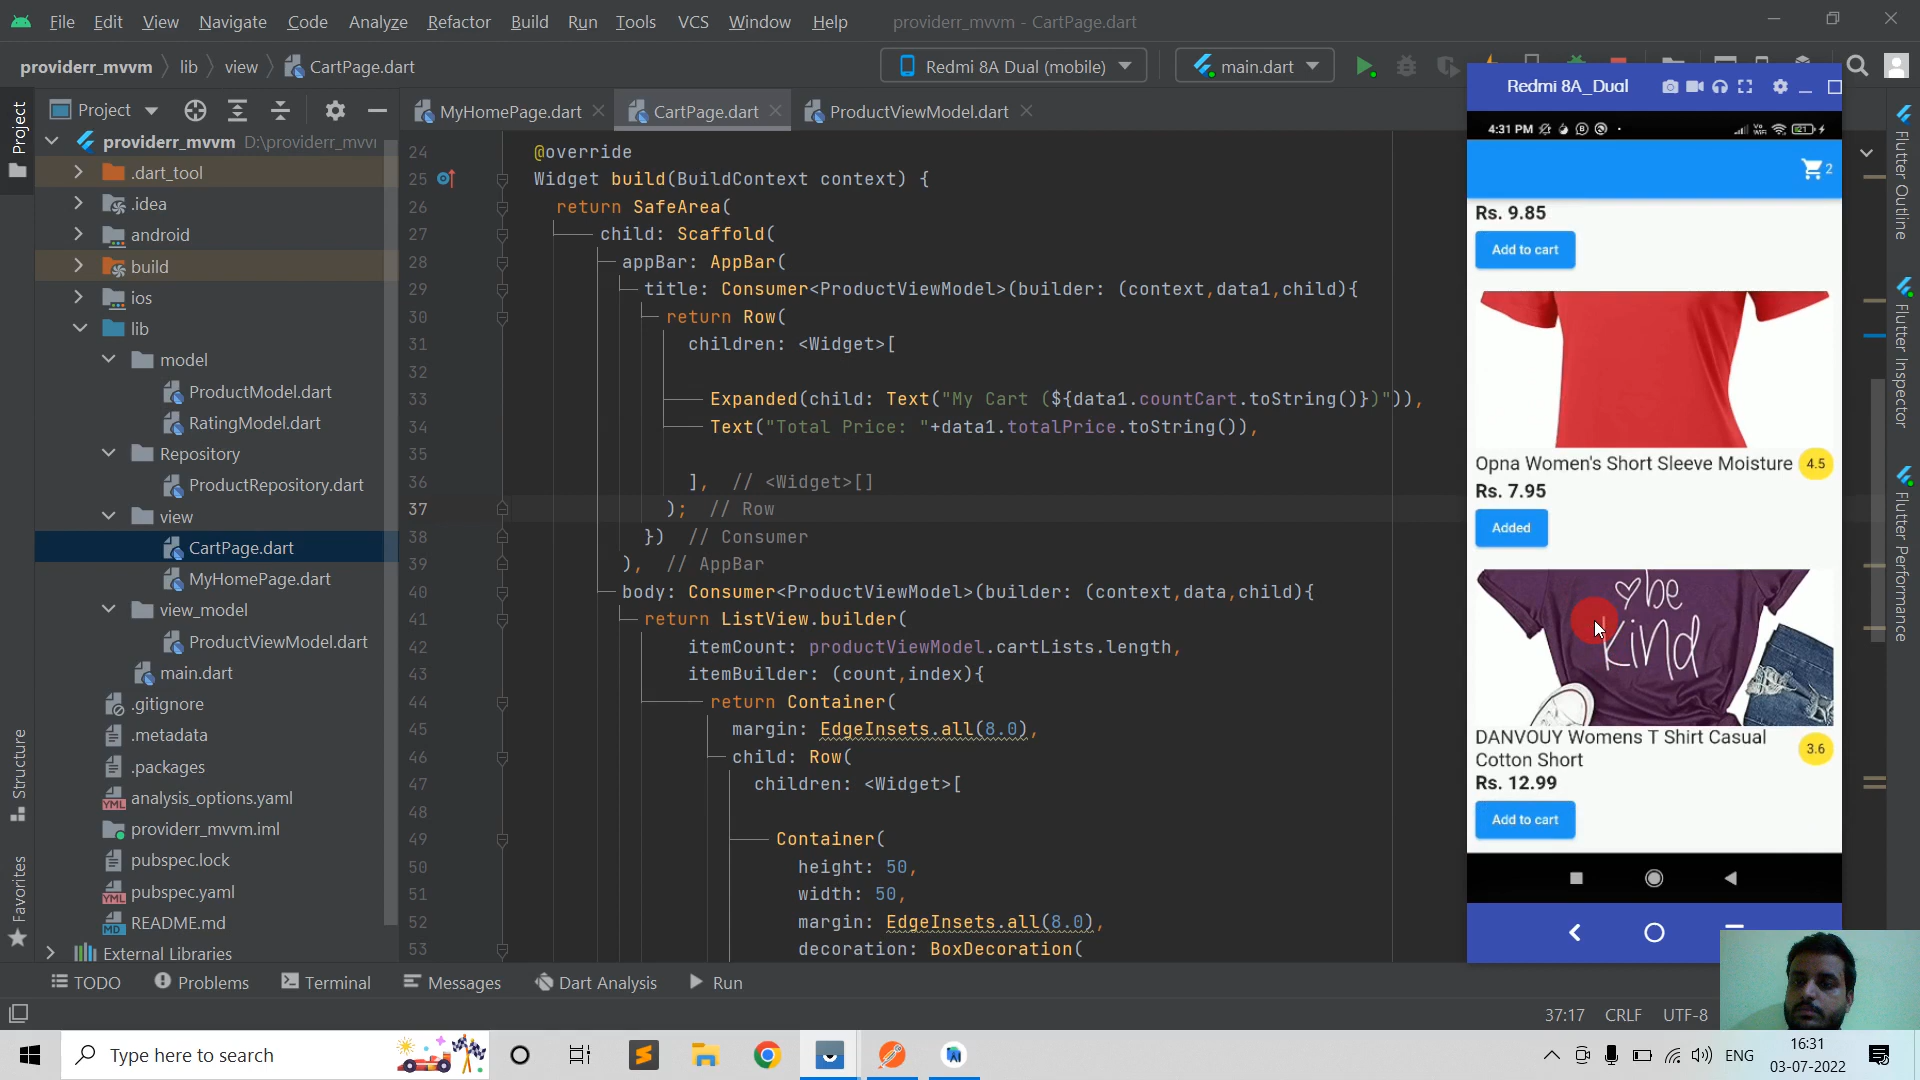 File Edit View Navigate Code Analyze Refactor Build Run Tools VCS Window Help providerr_mvvm - CartPage.dart
providerr_mvvm lib view CartPage.dart
Redmi 8A Dual (mobile)
main.dart
Project
MyHomePage.dart
CartPage.dart
ProductViewModel.dart
Project
providerr_mvvm D:\providerr_mvvm
.dart_tool
.idea
android
build
ios
lib
model
ProductModel.dart
RatingModel.dart
Repository
ProductRepository.dart
view
CartPage.dart
MyHomePage.dart
view_model
ProductViewModel.dart
main.dart
.gitignore
.metadata
.packages
analysis_options.yaml
providerr_mvvm.iml
pubspec.lock
pubspec.yaml
README.md
External Libraries
Structure
Favorites
24 @override
25 Widget build(BuildContext context) {
26 return SafeArea(
27 child: Scaffold(
28 appBar: AppBar(
29 title: Consumer<ProductViewModel>(builder: (context,data1,child){
30 return Row(
31 children: <Widget>[
32
33 Expanded(child: Text("My Cart (${data1.countCart.toString()})")),
34 Text("Total Price: "+data1.totalPrice.toString()),
35
36 ], // <Widget>[]
37 ); // Row
38 }) // Consumer
39 ), // AppBar
40 body: Consumer<ProductViewModel>(builder: (context,data,child){
41 return ListView.builder(
42 itemCount: productViewModel.cartLists.length,
43 itemBuilder: (count,index){
44 return Container(
45 margin: EdgeInsets.all(8.0),
46 child: Row(
47 children: <Widget>[
48
49 Container(
50 height: 50,
51 width: 50,
52 margin: EdgeInsets.all(8.0),
53 decoration: BoxDecoration(
Redmi 8A_Dual
4:31 PM
21
2
Rs. 9.85
Add to cart
Opna Women's Short Sleeve Moisture
4.5
Rs. 7.95
Added
be
kind
DANVOUY Womens T Shirt Casual
Cotton Short
3.6
Rs. 12.99
Add to cart
Flutter Outline
Flutter Inspector
Flutter Performance
TODO Problems Terminal Messages Dart Analysis Run
37:17 CRLF UTF-8
Type here to search
ENG
16:31
03-07-2022